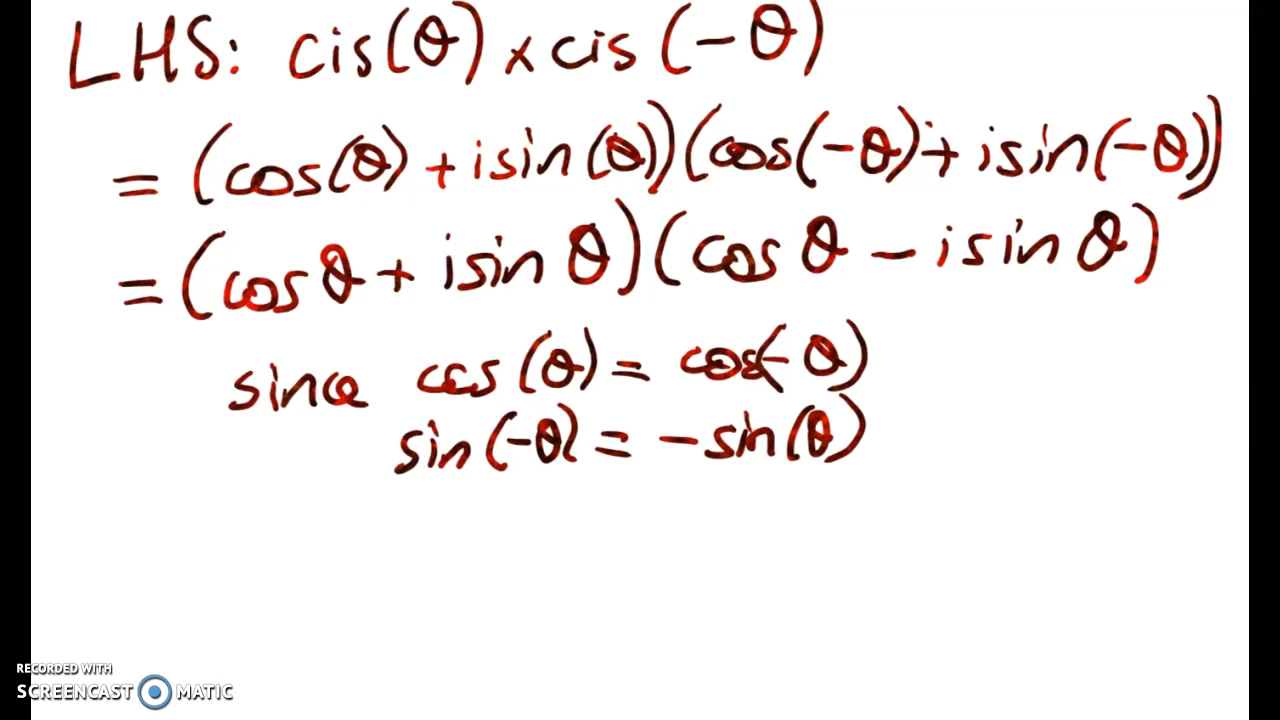 LHS: cis(θ) × cis(-θ)
= (cos(θ) + isin(θ))(cos(-θ) + isin(-θ))
= (cosθ + isin θ)(cos θ - isin θ)
since cos(θ) = cos(-θ)
sin(-θ) = -sin(θ)
RECORDED WITH
SCREENCAST MATIC